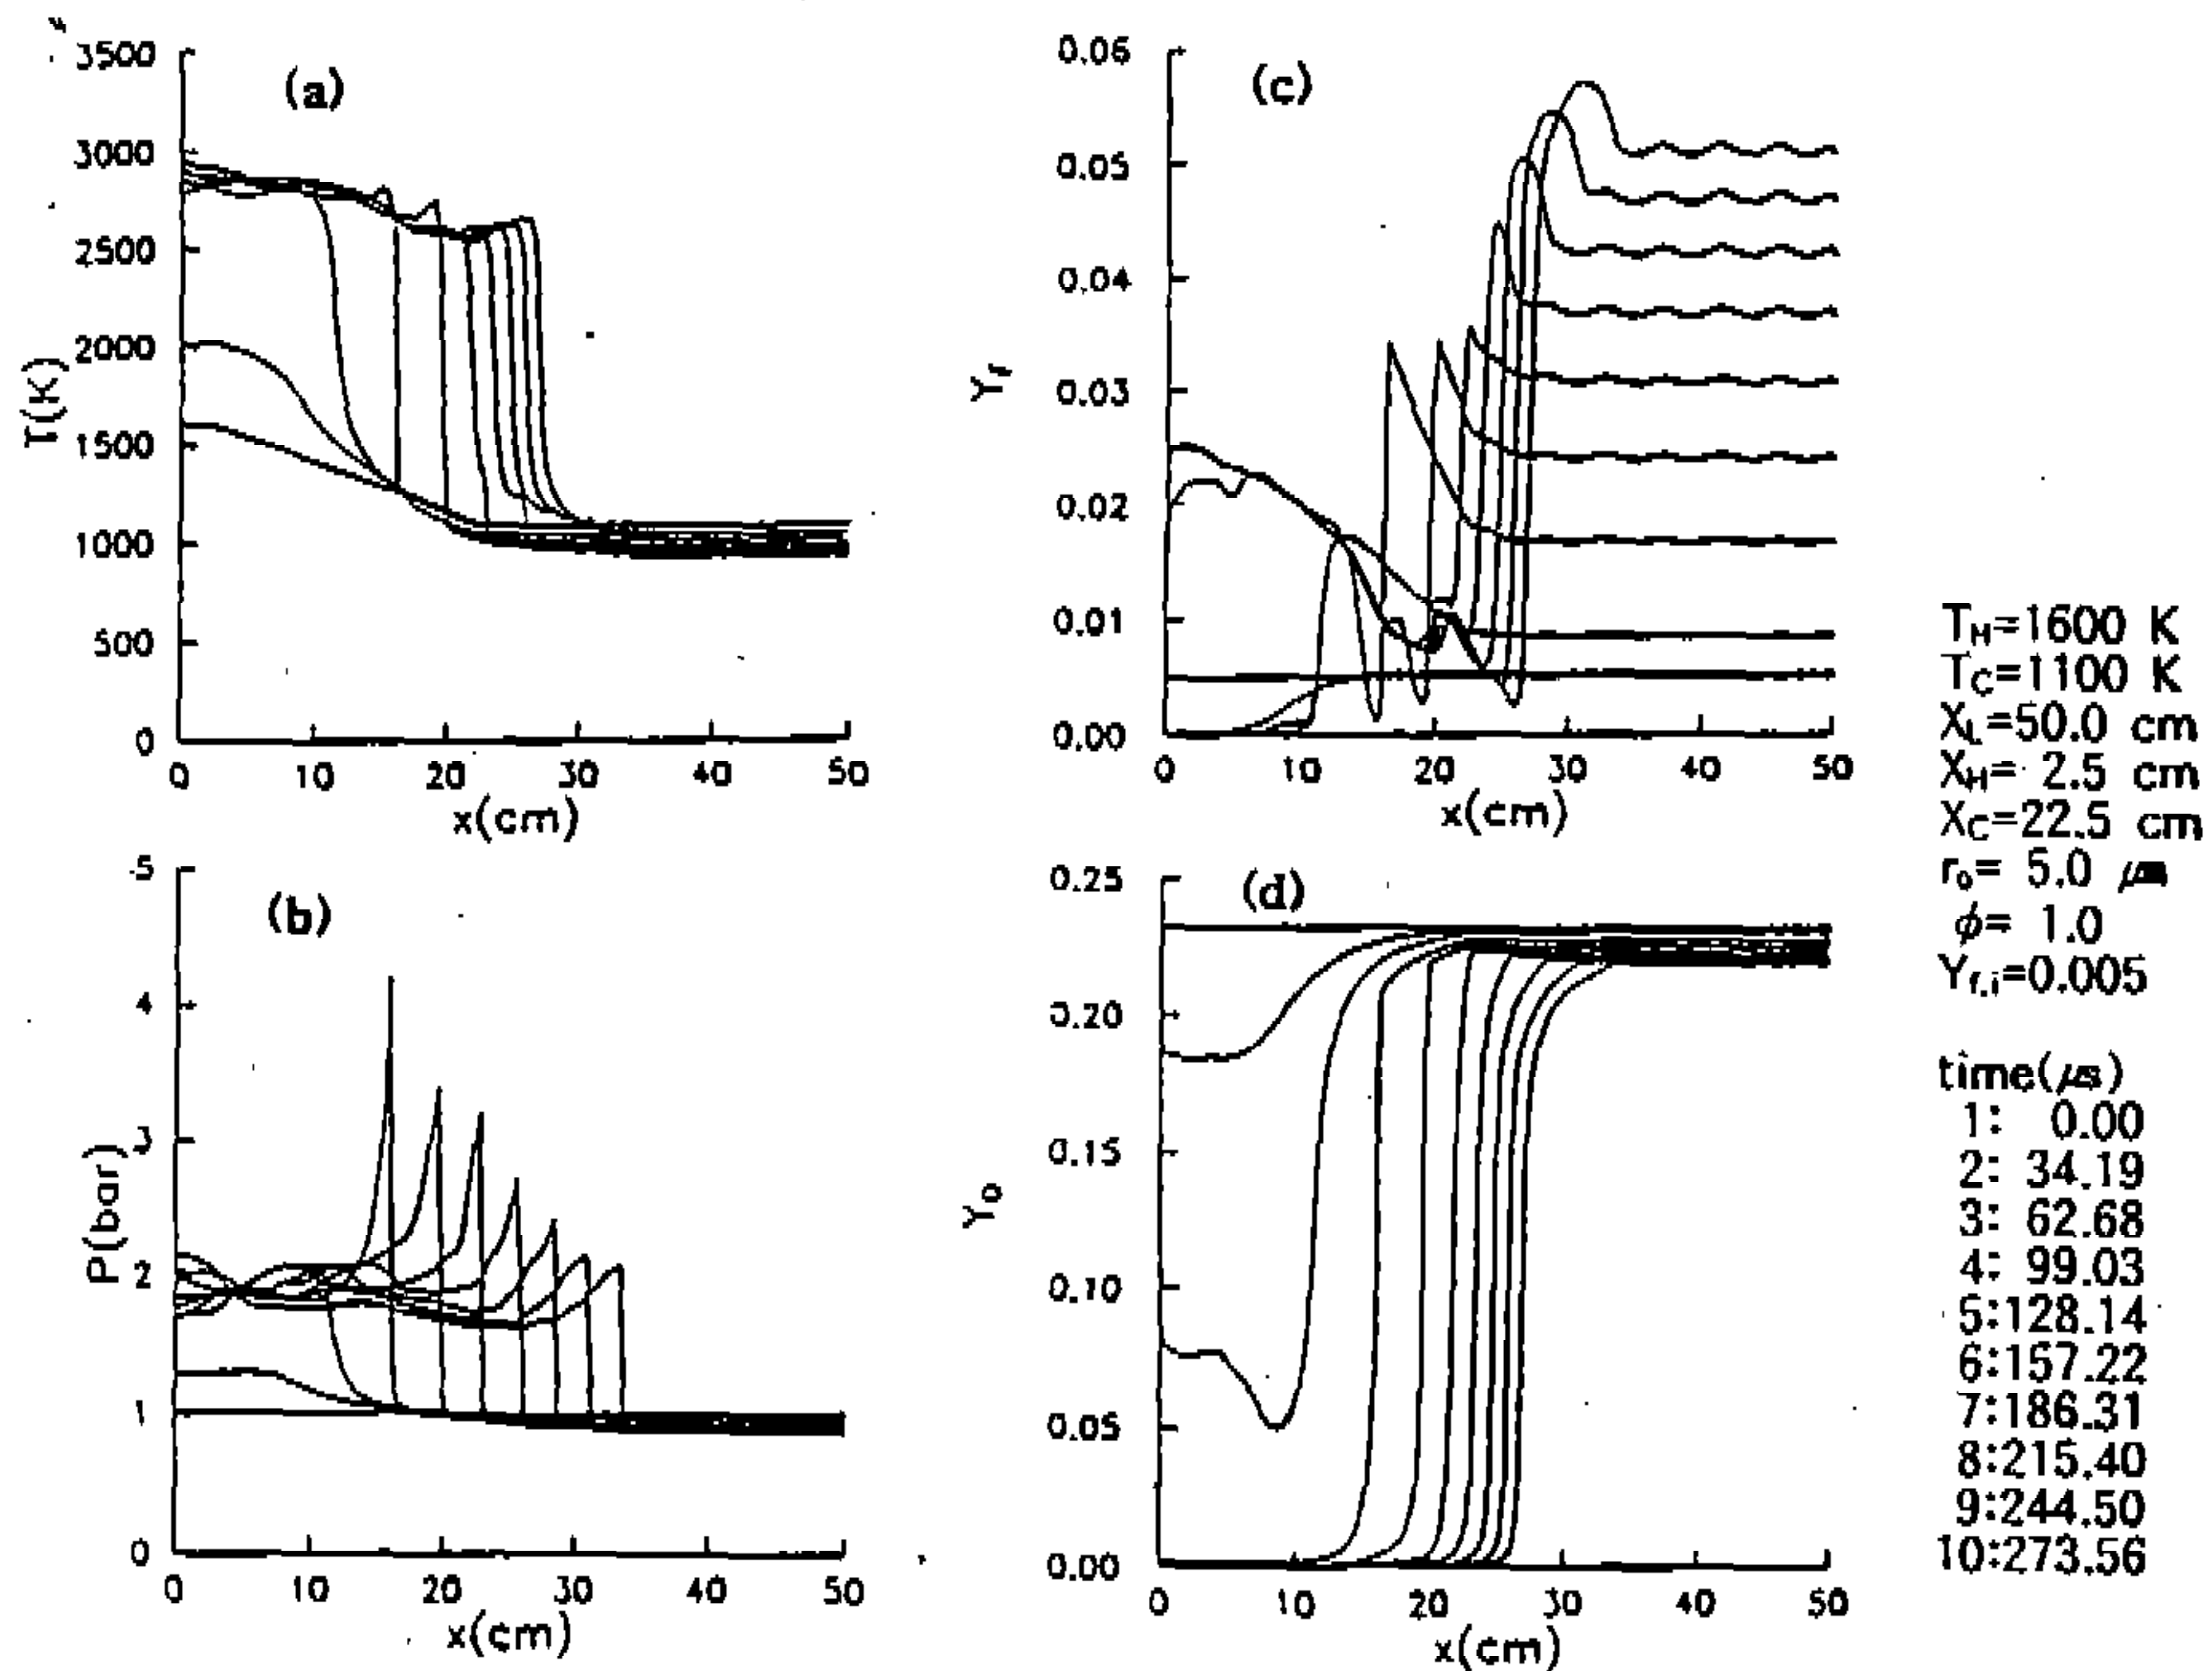 (a)
3500
3000
2500
2000
1500
1000
500
0
T(K)
0 10 20 30 40 50
x(cm)
(b)
5
4
3
2
1
0
P(bar)
0 10 20 30 40 50
x(cm)
(c)
0.06
0.05
0.04
0.03
0.02
0.01
0.00
Yf
0 10 20 30 40 50
x(cm)
(d)
0.25
0.20
0.15
0.10
0.05
0.00
Yo
0 10 20 30 40 50
x(cm)
TH=1600 K
TC=1100 K
XL=50.0 cm
XH= 2.5 cm
XC=22.5 cm
ro= 5.0 μm
φ= 1.0
Yf,i=0.005
time(μs)
1: 0.00
2: 34.19
3: 62.68
4: 99.03
5:128.14
6:157.22
7:186.31
8:215.40
9:244.50
10:273.56